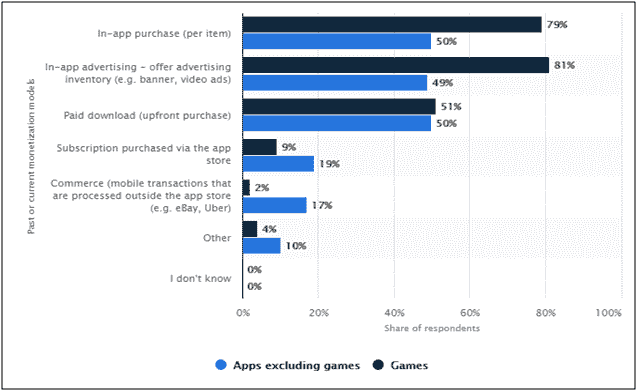 Past or current monetization models
In-app purchase (per item)
79%
50%
In-app advertising – offer advertising
inventory (e.g. banner, video ads)
81%
49%
Paid download (upfront purchase)
51%
50%
Subscription purchased via the app
store
9%
19%
Commerce (mobile transactions that
are processed outside the app store
(e.g. eBay, Uber)
2%
17%
Other
4%
10%
I don't know
0%
0%
0% 20% 40% 60% 80% 100%
Share of respondents
Apps excluding games Games